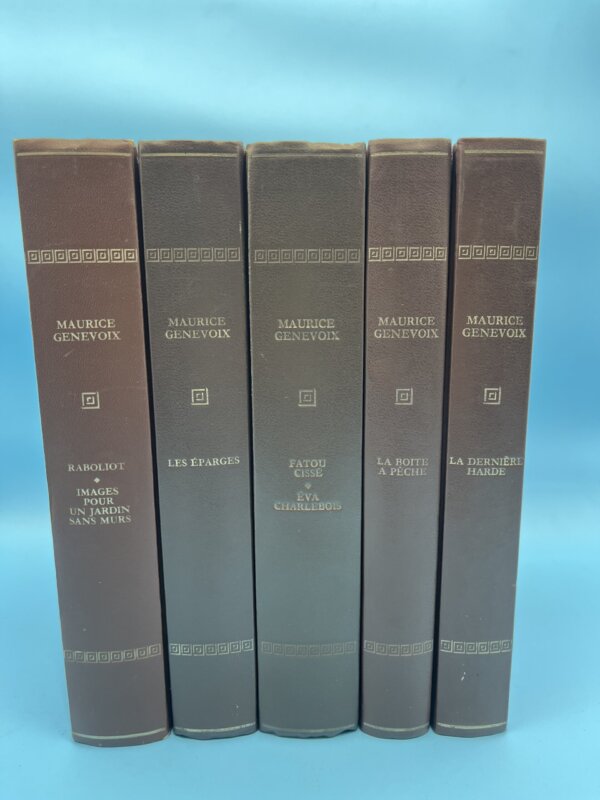 MAURICE
GENEVOIX
RABOLIOT
IMAGES
POUR
UN JARDIN
SANS MURS
MAURICE
GENEVOIX
LES ÉPARGES
MAURICE
GENEVOIX
FATOU
CISSÉ
ÉVA
CHARLEBOIS
MAURICE
GENEVOIX
LA BOITE
A PÊCHE
MAURICE
GENEVOIX
LA DERNIÈRE
HARDE